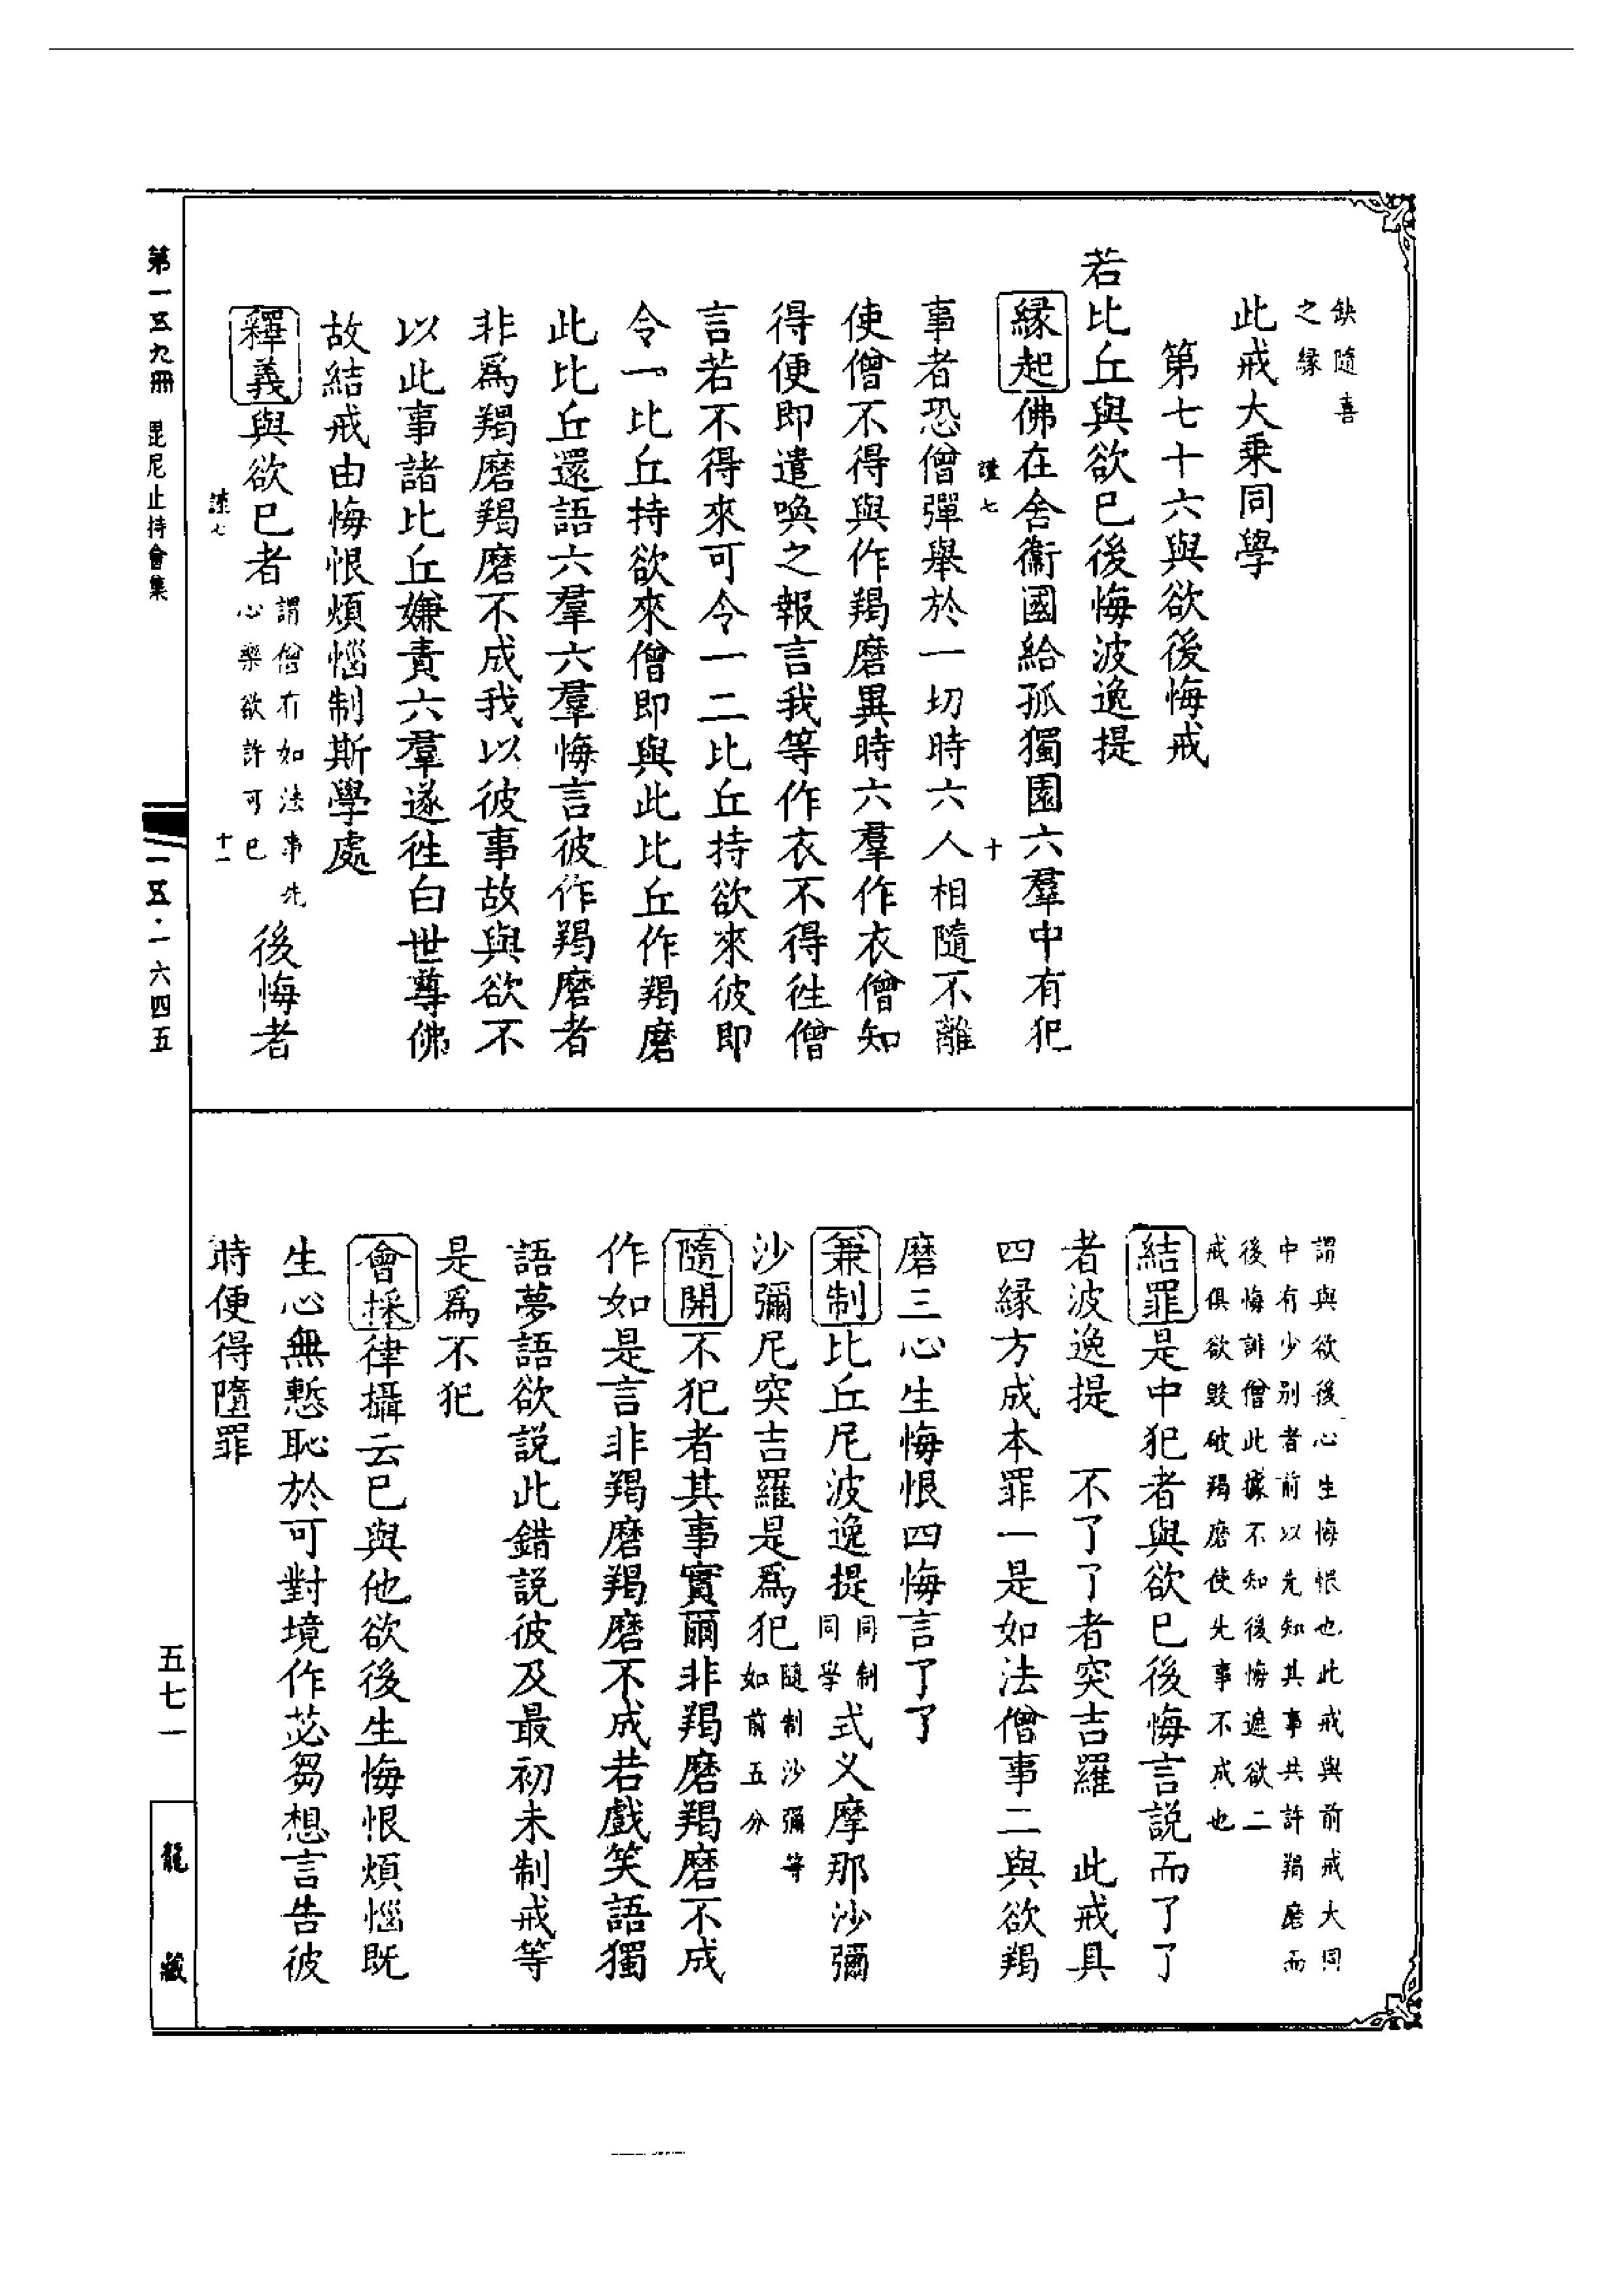 缺隨喜
之緣
此戒大乗同學
第七十六與欲後悔戒
若比丘與欲已後悔波逸提
緣起佛在舍衞國給孤獨園六羣中有犯
事者恐僧彈舉於一切時六人相隨不離
使僧不得與作羯磨異時六羣作衣僧知
得便即遣喚之報言我等作衣不得徃僧
言若不得來可令一二比丘持欲來彼即
令一比丘持欲來僧即與此比丘作羯磨
此比丘還語六羣六羣悔言彼作羯磨者
非爲羯磨羯磨不成我以彼事故與欲不
以此事諸比丘嫌責六羣遂徃白世尊佛
故結戒由悔恨煩惱制斯學處
釋義與欲已者謂僧有如法事先心樂欲許可已後悔者
謂與欲後心生悔恨也此戒與前戒大同
中有少別者前以先知其事共許羯磨而
後悔誹僧此據不知後悔遮欲二
戒俱欲毀破羯磨使先事不成也
結罪是中犯者與欲已後悔言説而了了
者波逸提　不了了者突吉羅　此戒具
四緣方成本罪一是如法僧事二與欲羯
磨三心生悔恨四悔言了了
兼制比丘尼波逸提同制同學式义摩那沙彌
沙彌尼突吉羅是爲犯隨制沙彌等如前五分
隨開不犯者其事實爾非羯磨羯磨不成
作如是言非羯磨羯磨不成若戲笑語獨
語夢語欲説此錯説彼及最初未制戒等
是爲不犯
會採律攝云已與他欲後生悔恨煩惱既
生心無慙恥於可對境作苾芻想言告彼
時便得墮罪
第一五九冊　毘尼止持會集
一五·一六四五
五七一
龍藏